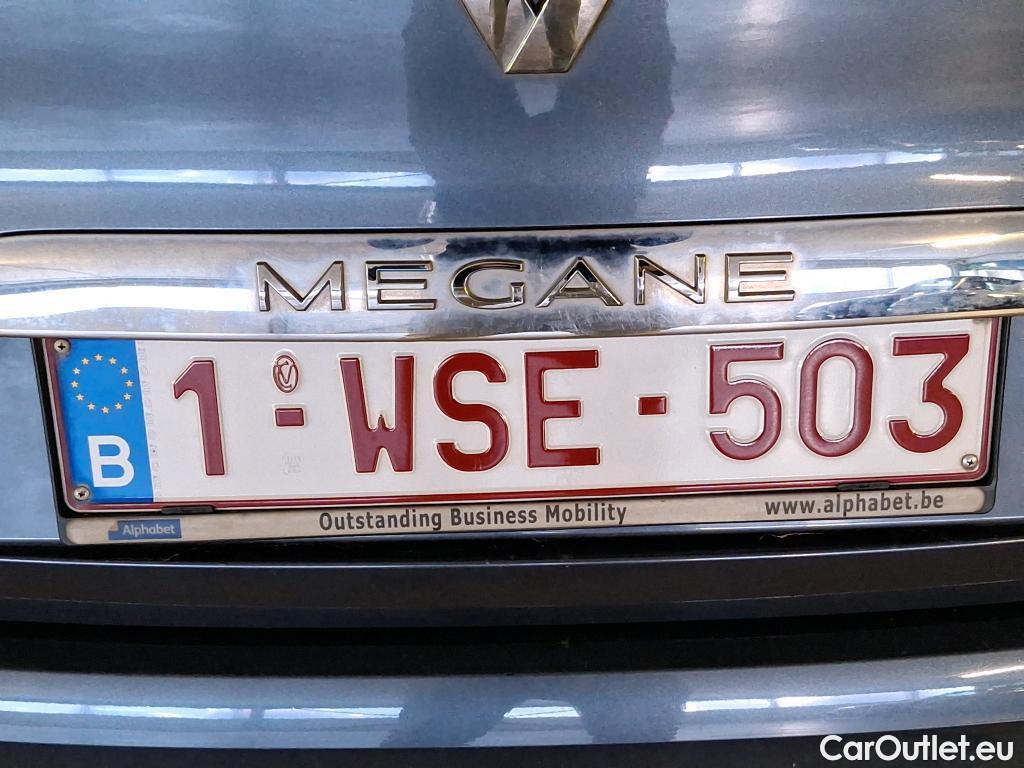 MEGANE
B 1-WSE-503
Alphabet Outstanding Business Mobility www.alphabet.be
CarOutlet.eu